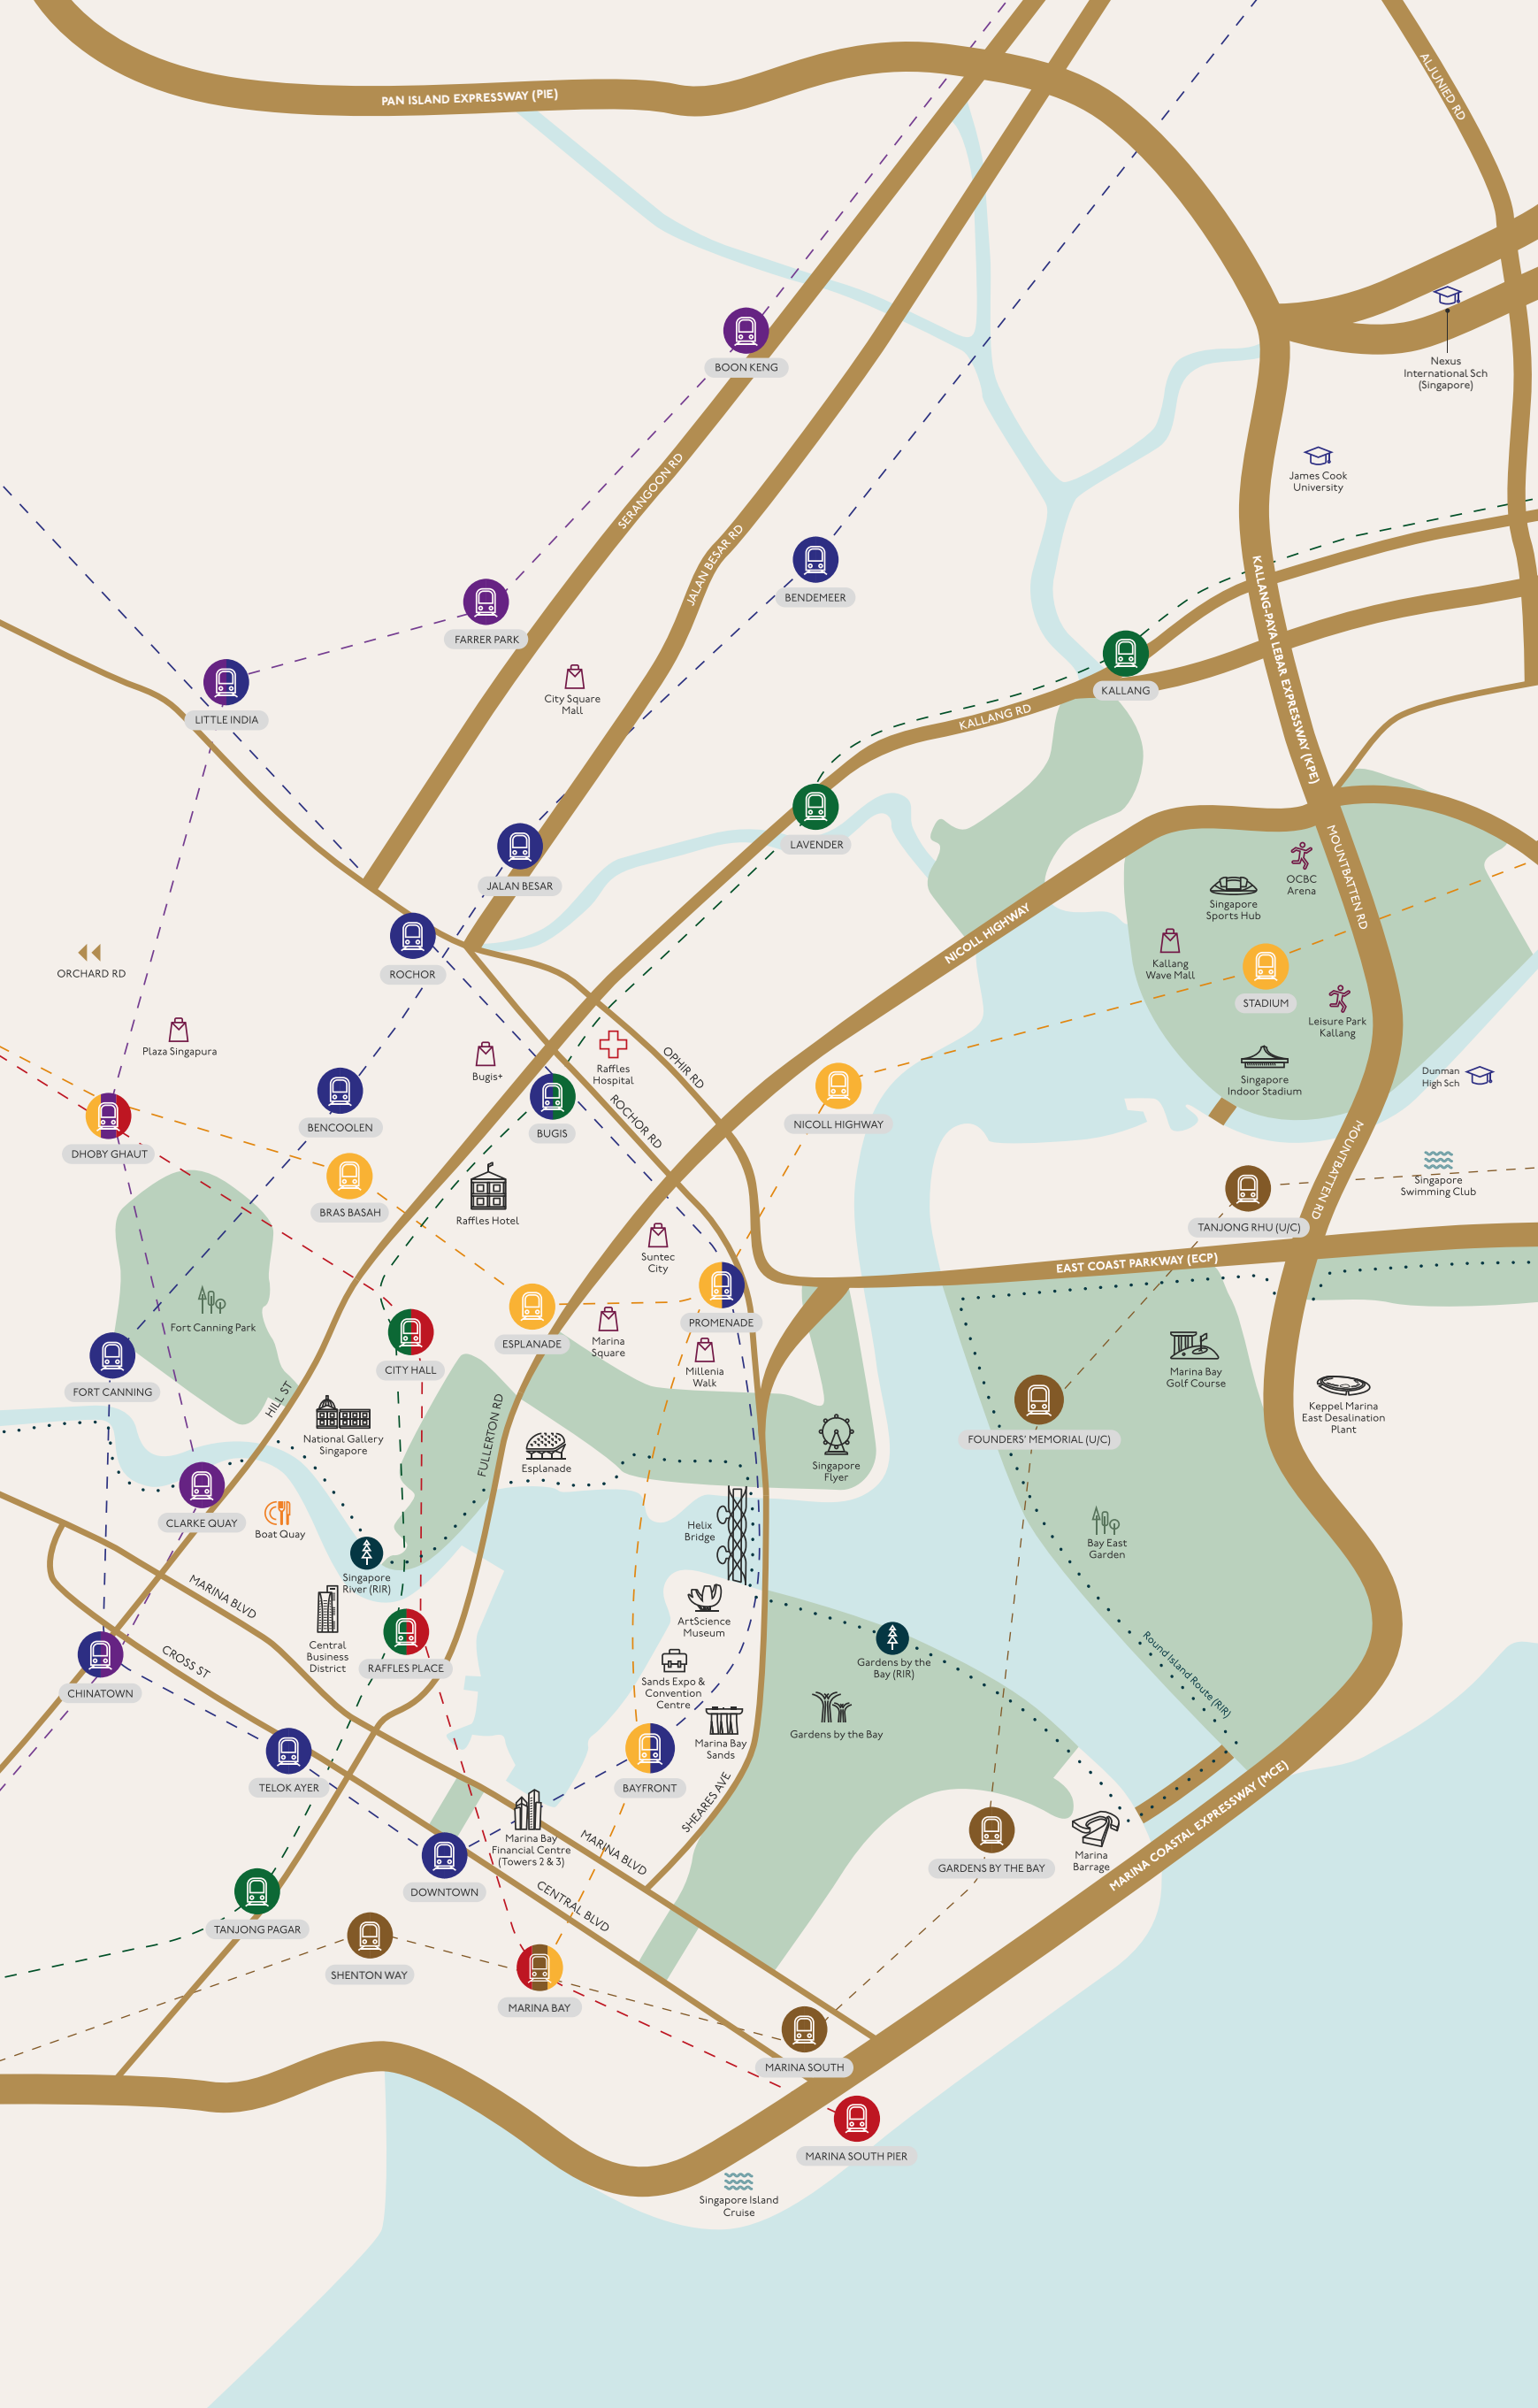 PAN ISLAND EXPRESSWAY (PIE)
ALJUNIED RD
Nexus
International Sch
(Singapore)
BOON KENG
James Cook
University
SERANGOON RD
JALAN BESAR RD
BENDEMEER
FARRER PARK
KALLANG-PAYA LEBAR EXPRESSWAY (KPE)
City Square
Mall
KALLANG
LITTLE INDIA
KALLANG RD
LAVENDER
JALAN BESAR
MOUNTBATTEN RD
OCBC
Arena
Singapore
Sports Hub
NICOLL HIGHWAY
Kallang
Wave Mall
ROCHOR
ORCHARD RD
STADIUM
Leisure Park
Kallang
Plaza Singapura
Bugis+
Raffles
Hospital
OPHIR RD
Singapore
Indoor Stadium
Dunman
High Sch
ROCHOR RD
BENCOOLEN
BUGIS
NICOLL HIGHWAY
DHOBY GHAUT
MOUNTBATTEN RD
Singapore
Swimming Club
BRAS BASAH
Raffles Hotel
TANJONG RHU (U/C)
Suntec
City
EAST COAST PARKWAY (ECP)
Fort Canning Park
PROMENADE
ESPLANADE
Marina
Square
CITY HALL
Millenia
Walk
Marina Bay
Golf Course
FORT CANNING
HILL ST
Keppel Marina
East Desalination
Plant
FULLERTON RD
National Gallery
Singapore
FOUNDERS' MEMORIAL (U/C)
Esplanade
Singapore
Flyer
CLARKE QUAY
Boat Quay
Helix
Bridge
Bay East
Garden
Singapore
River (RIR)
MARINA BLVD
ArtScience
Museum
Central
Business
District
RAFFLES PLACE
Gardens by the
Bay (RIR)
Round Island Route (RIR)
CROSS ST
Sands Expo &
Convention
Centre
CHINATOWN
Gardens by the Bay
Marina Bay
Sands
TELOK AYER
BAYFRONT
SHEARES AVE
Marina Bay
Financial Centre
(Towers 2 & 3)
MARINA BLVD
Marina
Barrage
GARDENS BY THE BAY
MARINA COASTAL EXPRESSWAY (MCE)
DOWNTOWN
CENTRAL BLVD
TANJONG PAGAR
SHENTON WAY
MARINA BAY
MARINA SOUTH
MARINA SOUTH PIER
Singapore Island
Cruise